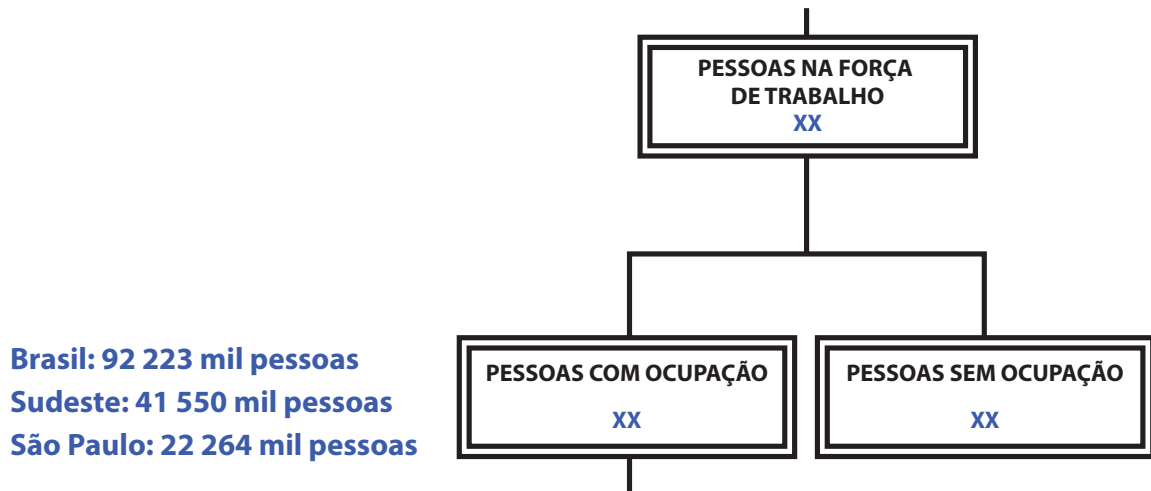 PESSOAS NA FORÇA
DE TRABALHO
XX
Brasil: 92 223 mil pessoas
Sudeste: 41 550 mil pessoas
São Paulo: 22 264 mil pessoas
PESSOAS COM OCUPAÇÃO
XX
PESSOAS SEM OCUPAÇÃO
XX